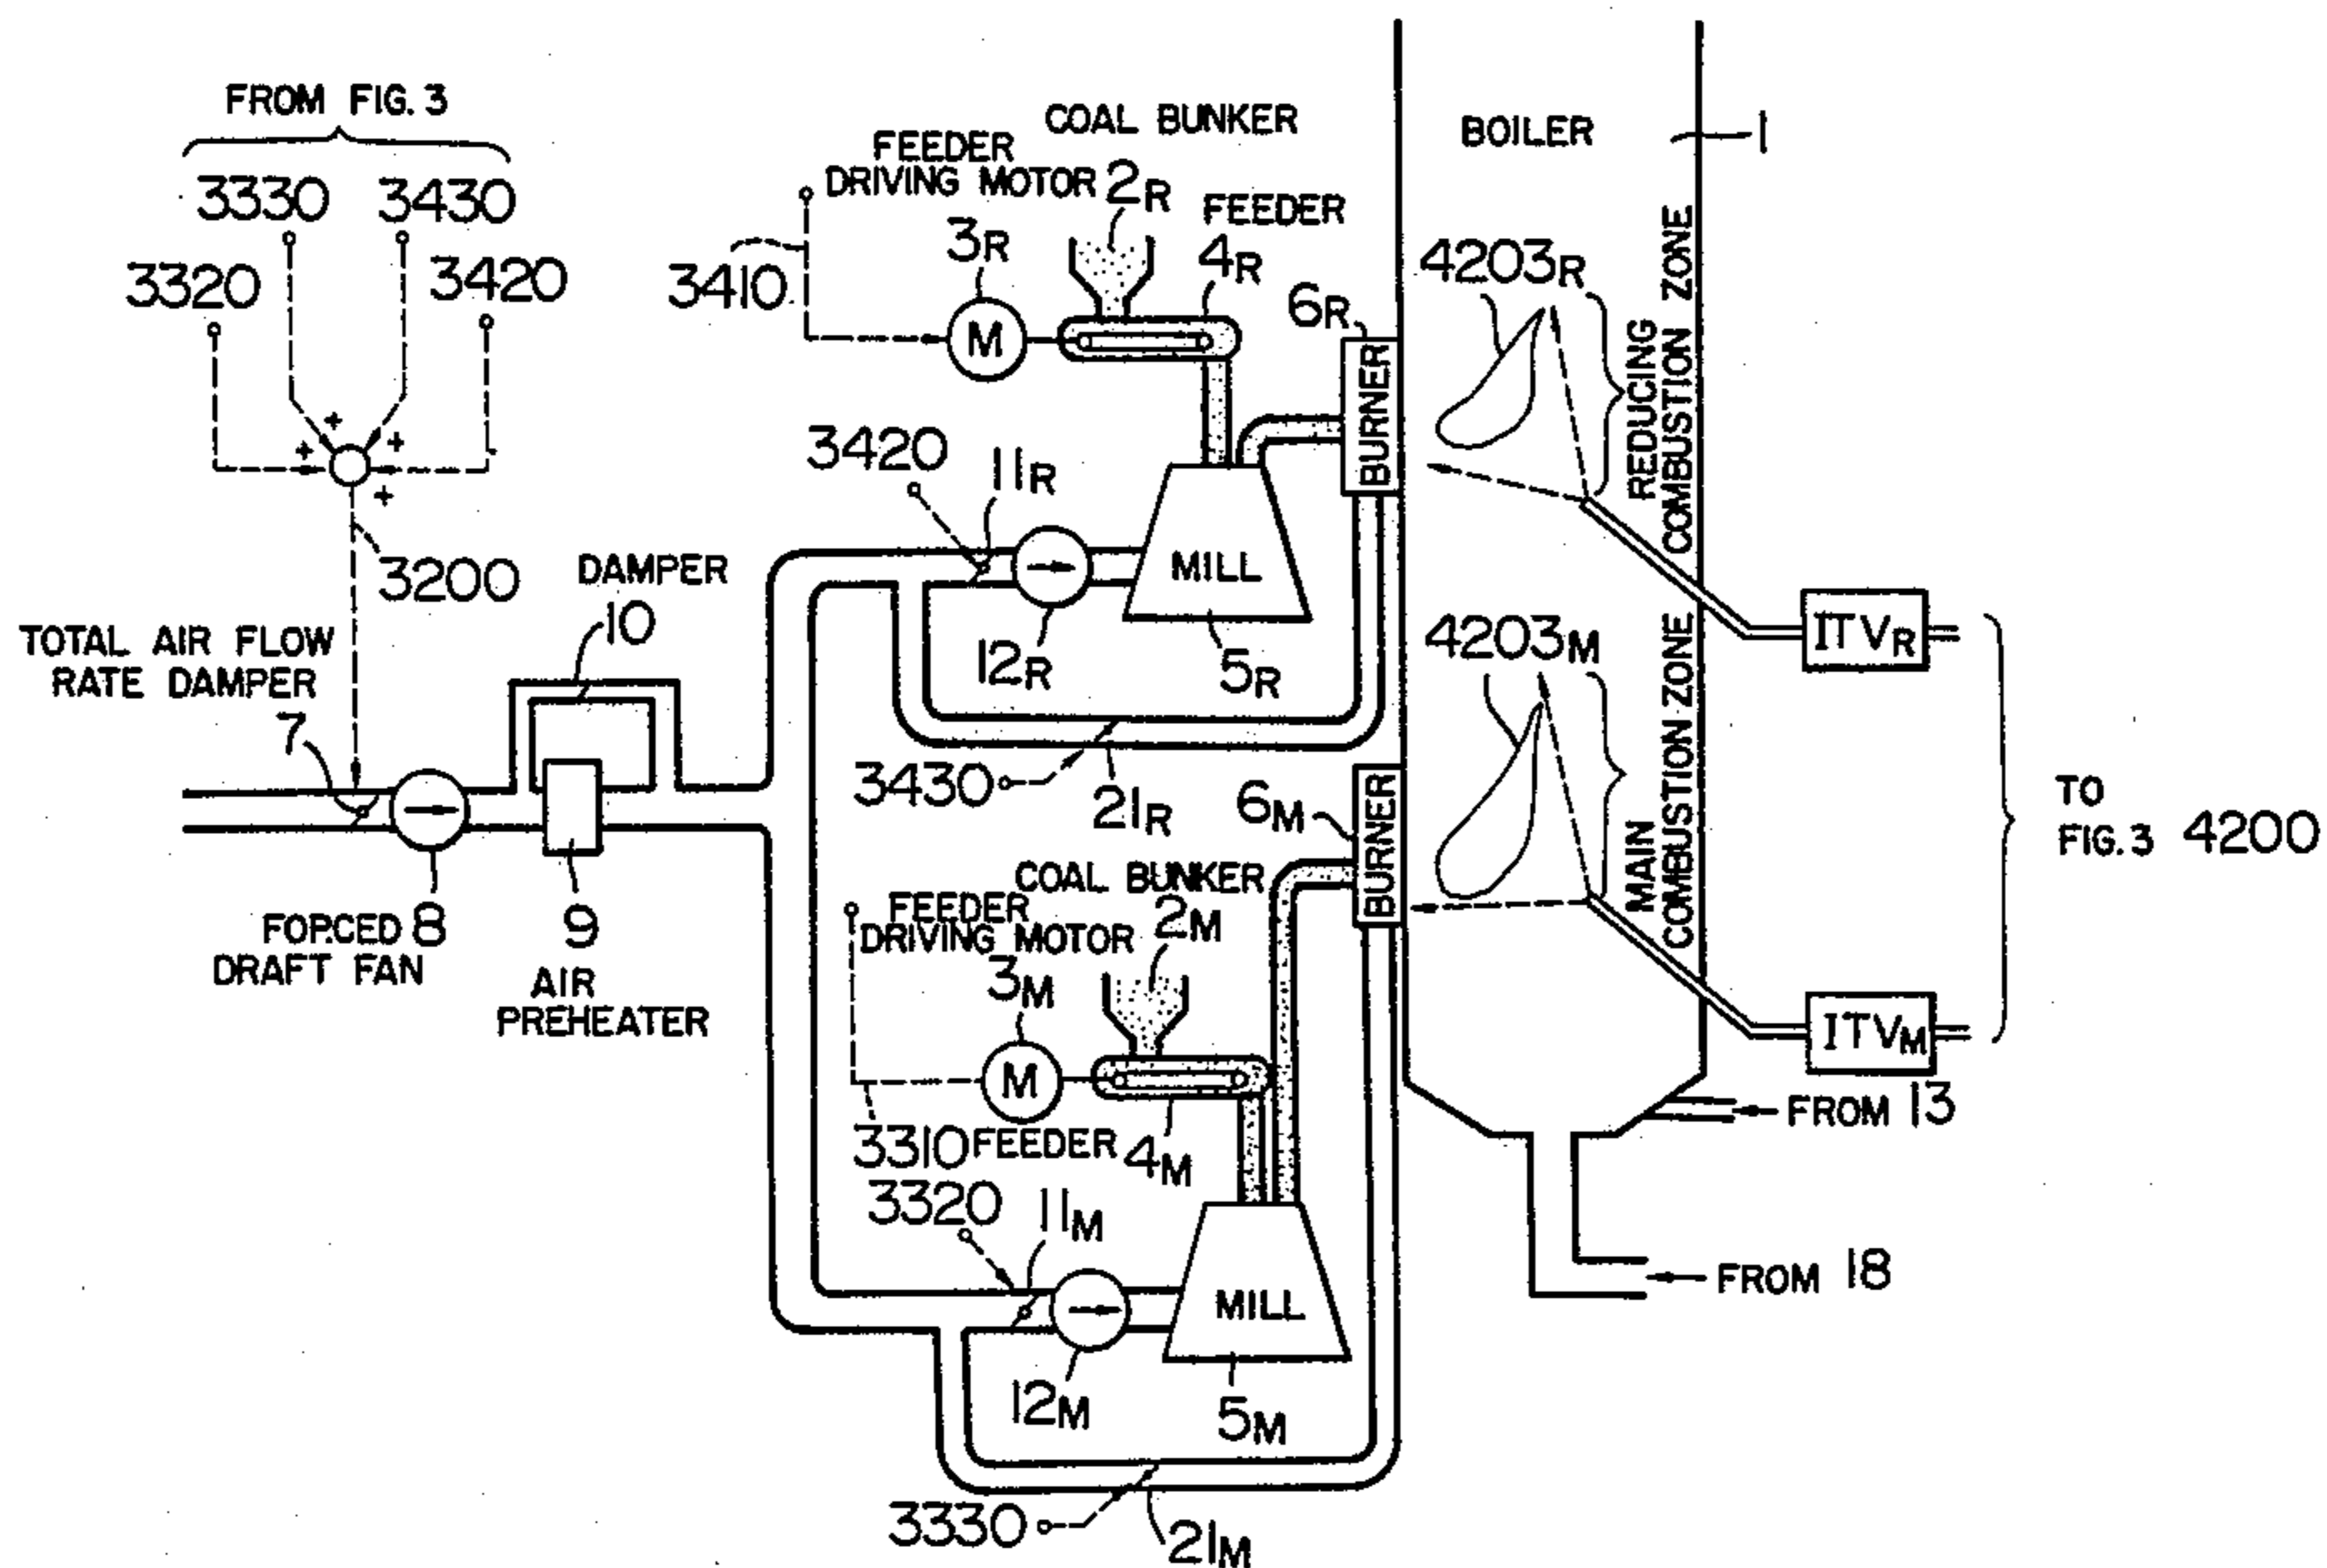 FROM FIG. 3
3330
3430
3320
3420
+
+
+
+
3200
TOTAL AIR FLOW
RATE DAMPER
7
DAMPER
10
FORCED
DRAFT FAN
8
9
AIR
PREHEATER
COAL BUNKER
FEEDER
DRIVING MOTOR
2R
FEEDER
3R
4R
3410
M
6R
BURNER
3420
11R
MILL
12R
5R
3430
21R
BOILER
1
4203R
REDUCING
COMBUSTION ZONE
ITVR
4203M
MAIN
COMBUSTION ZONE
ITVM
TO
FIG. 3 4200
6M
BURNER
COAL BUNKER
FEEDER
DRIVING MOTOR
2M
3M
M
3310
FEEDER
4M
3320
11M
MILL
12M
5M
3330
21M
FROM 13
FROM 18